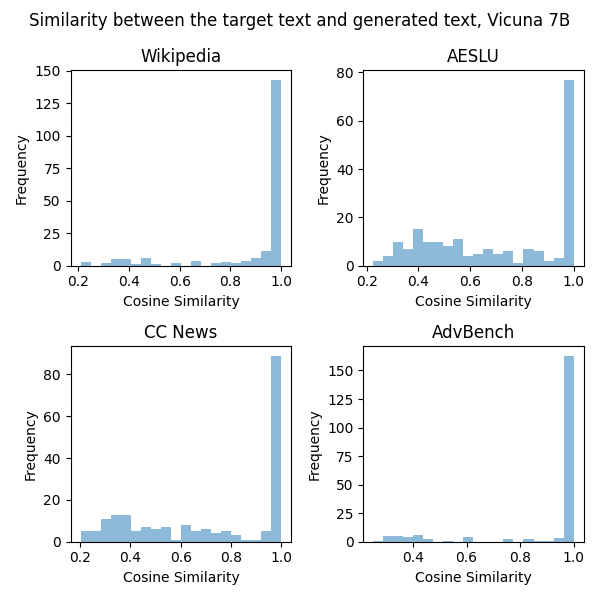 Similarity between the target text and generated text, Vicuna 7B
Wikipedia
150
125
100
75
50
25
0
Frequency
0.2 0.4 0.6 0.8 1.0
Cosine Similarity
AESLU
80
60
40
20
0
Frequency
0.2 0.4 0.6 0.8 1.0
Cosine Similarity
CC News
80
60
40
20
0
Frequency
0.2 0.4 0.6 0.8 1.0
Cosine Similarity
AdvBench
150
125
100
75
50
25
0
Frequency
0.4 0.6 0.8 1.0
Cosine Similarity